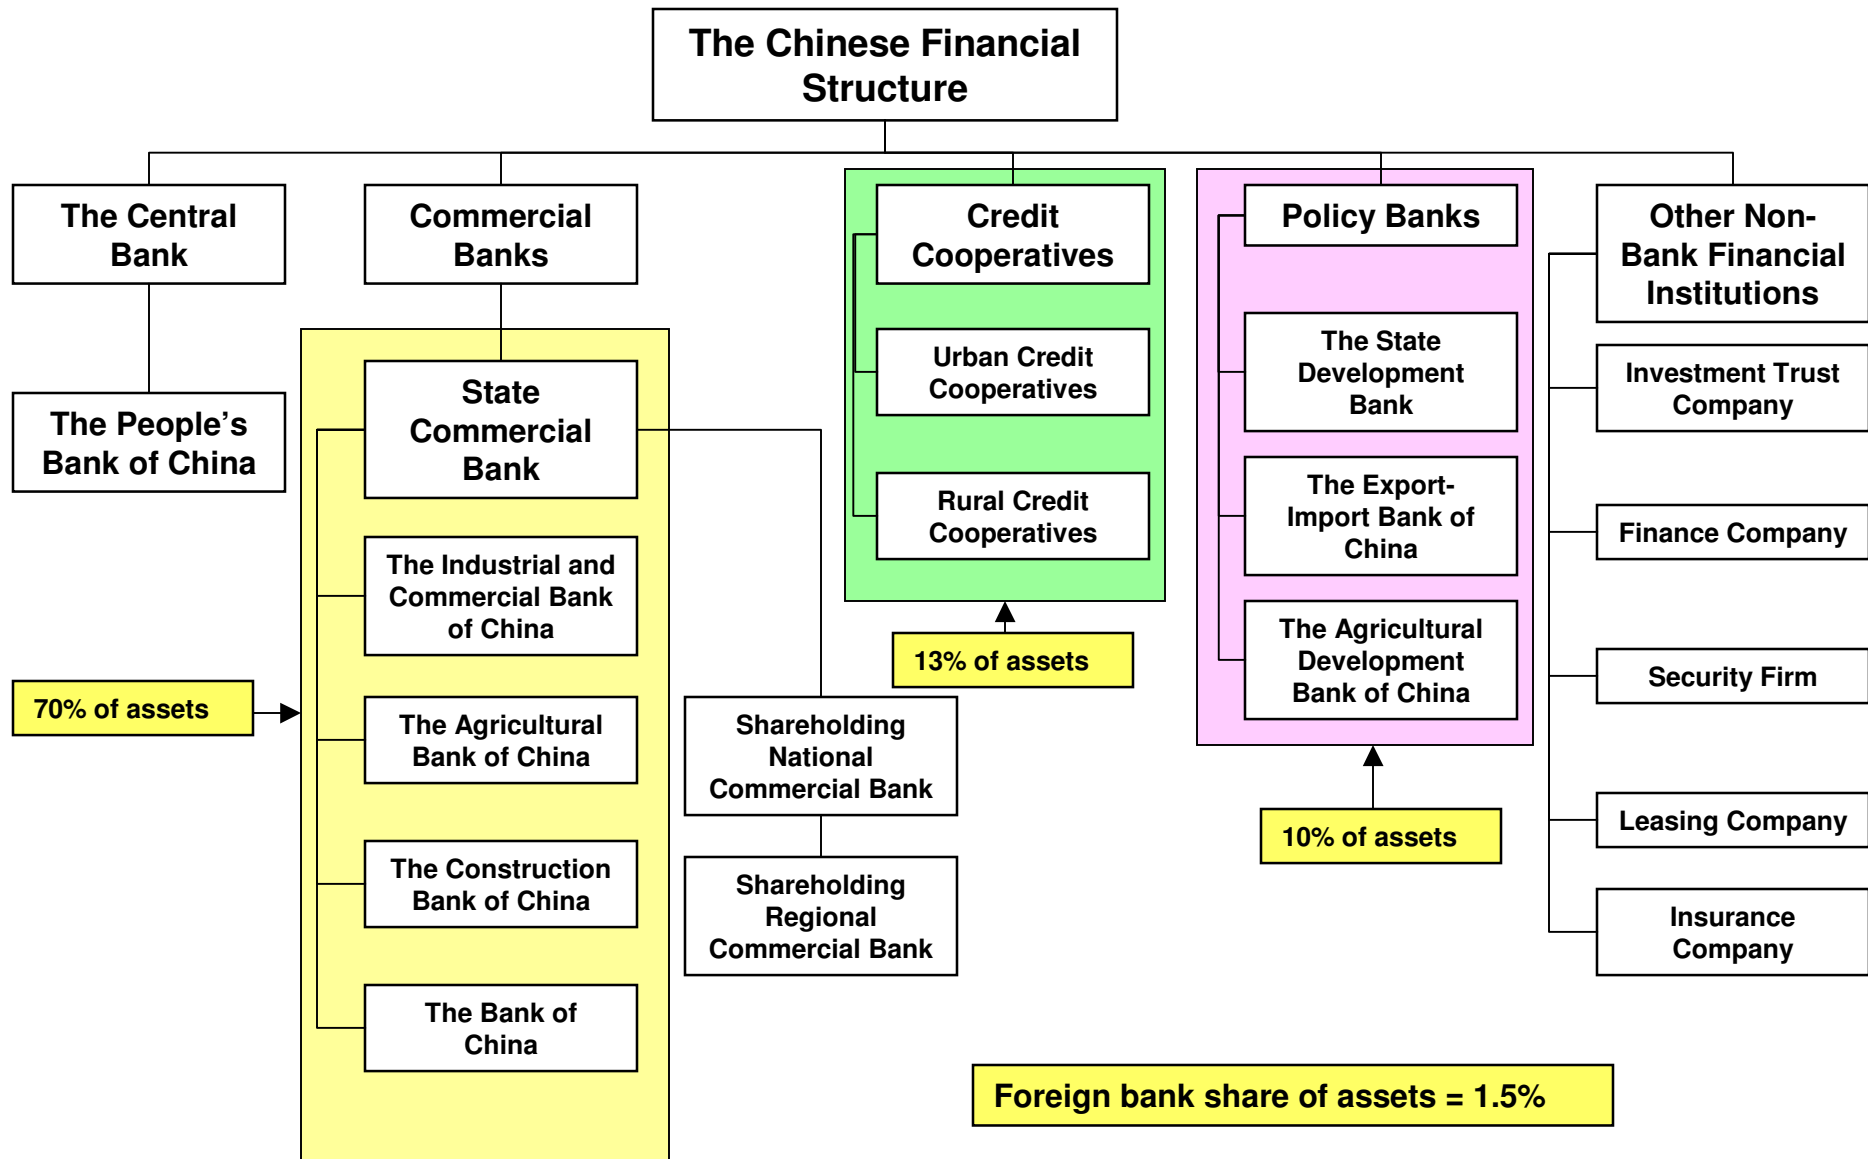 The Chinese Financial
Structure
The Central
Bank
The People’s
Bank of China
Commercial
Banks
State
Commercial
Bank
The Industrial and
Commercial Bank
of China
The Agricultural
Bank of China
The Construction
Bank of China
The Bank of
China
70% of assets
Shareholding
National
Commercial Bank
Shareholding
Regional
Commercial Bank
Credit
Cooperatives
Urban Credit
Cooperatives
Rural Credit
Cooperatives
13% of assets
Policy Banks
The State
Development
Bank
The Export-
Import Bank of
China
The Agricultural
Development
Bank of China
10% of assets
Other Non-
Bank Financial
Institutions
Investment Trust
Company
Finance Company
Security Firm
Leasing Company
Insurance
Company
Foreign bank share of assets = 1.5%